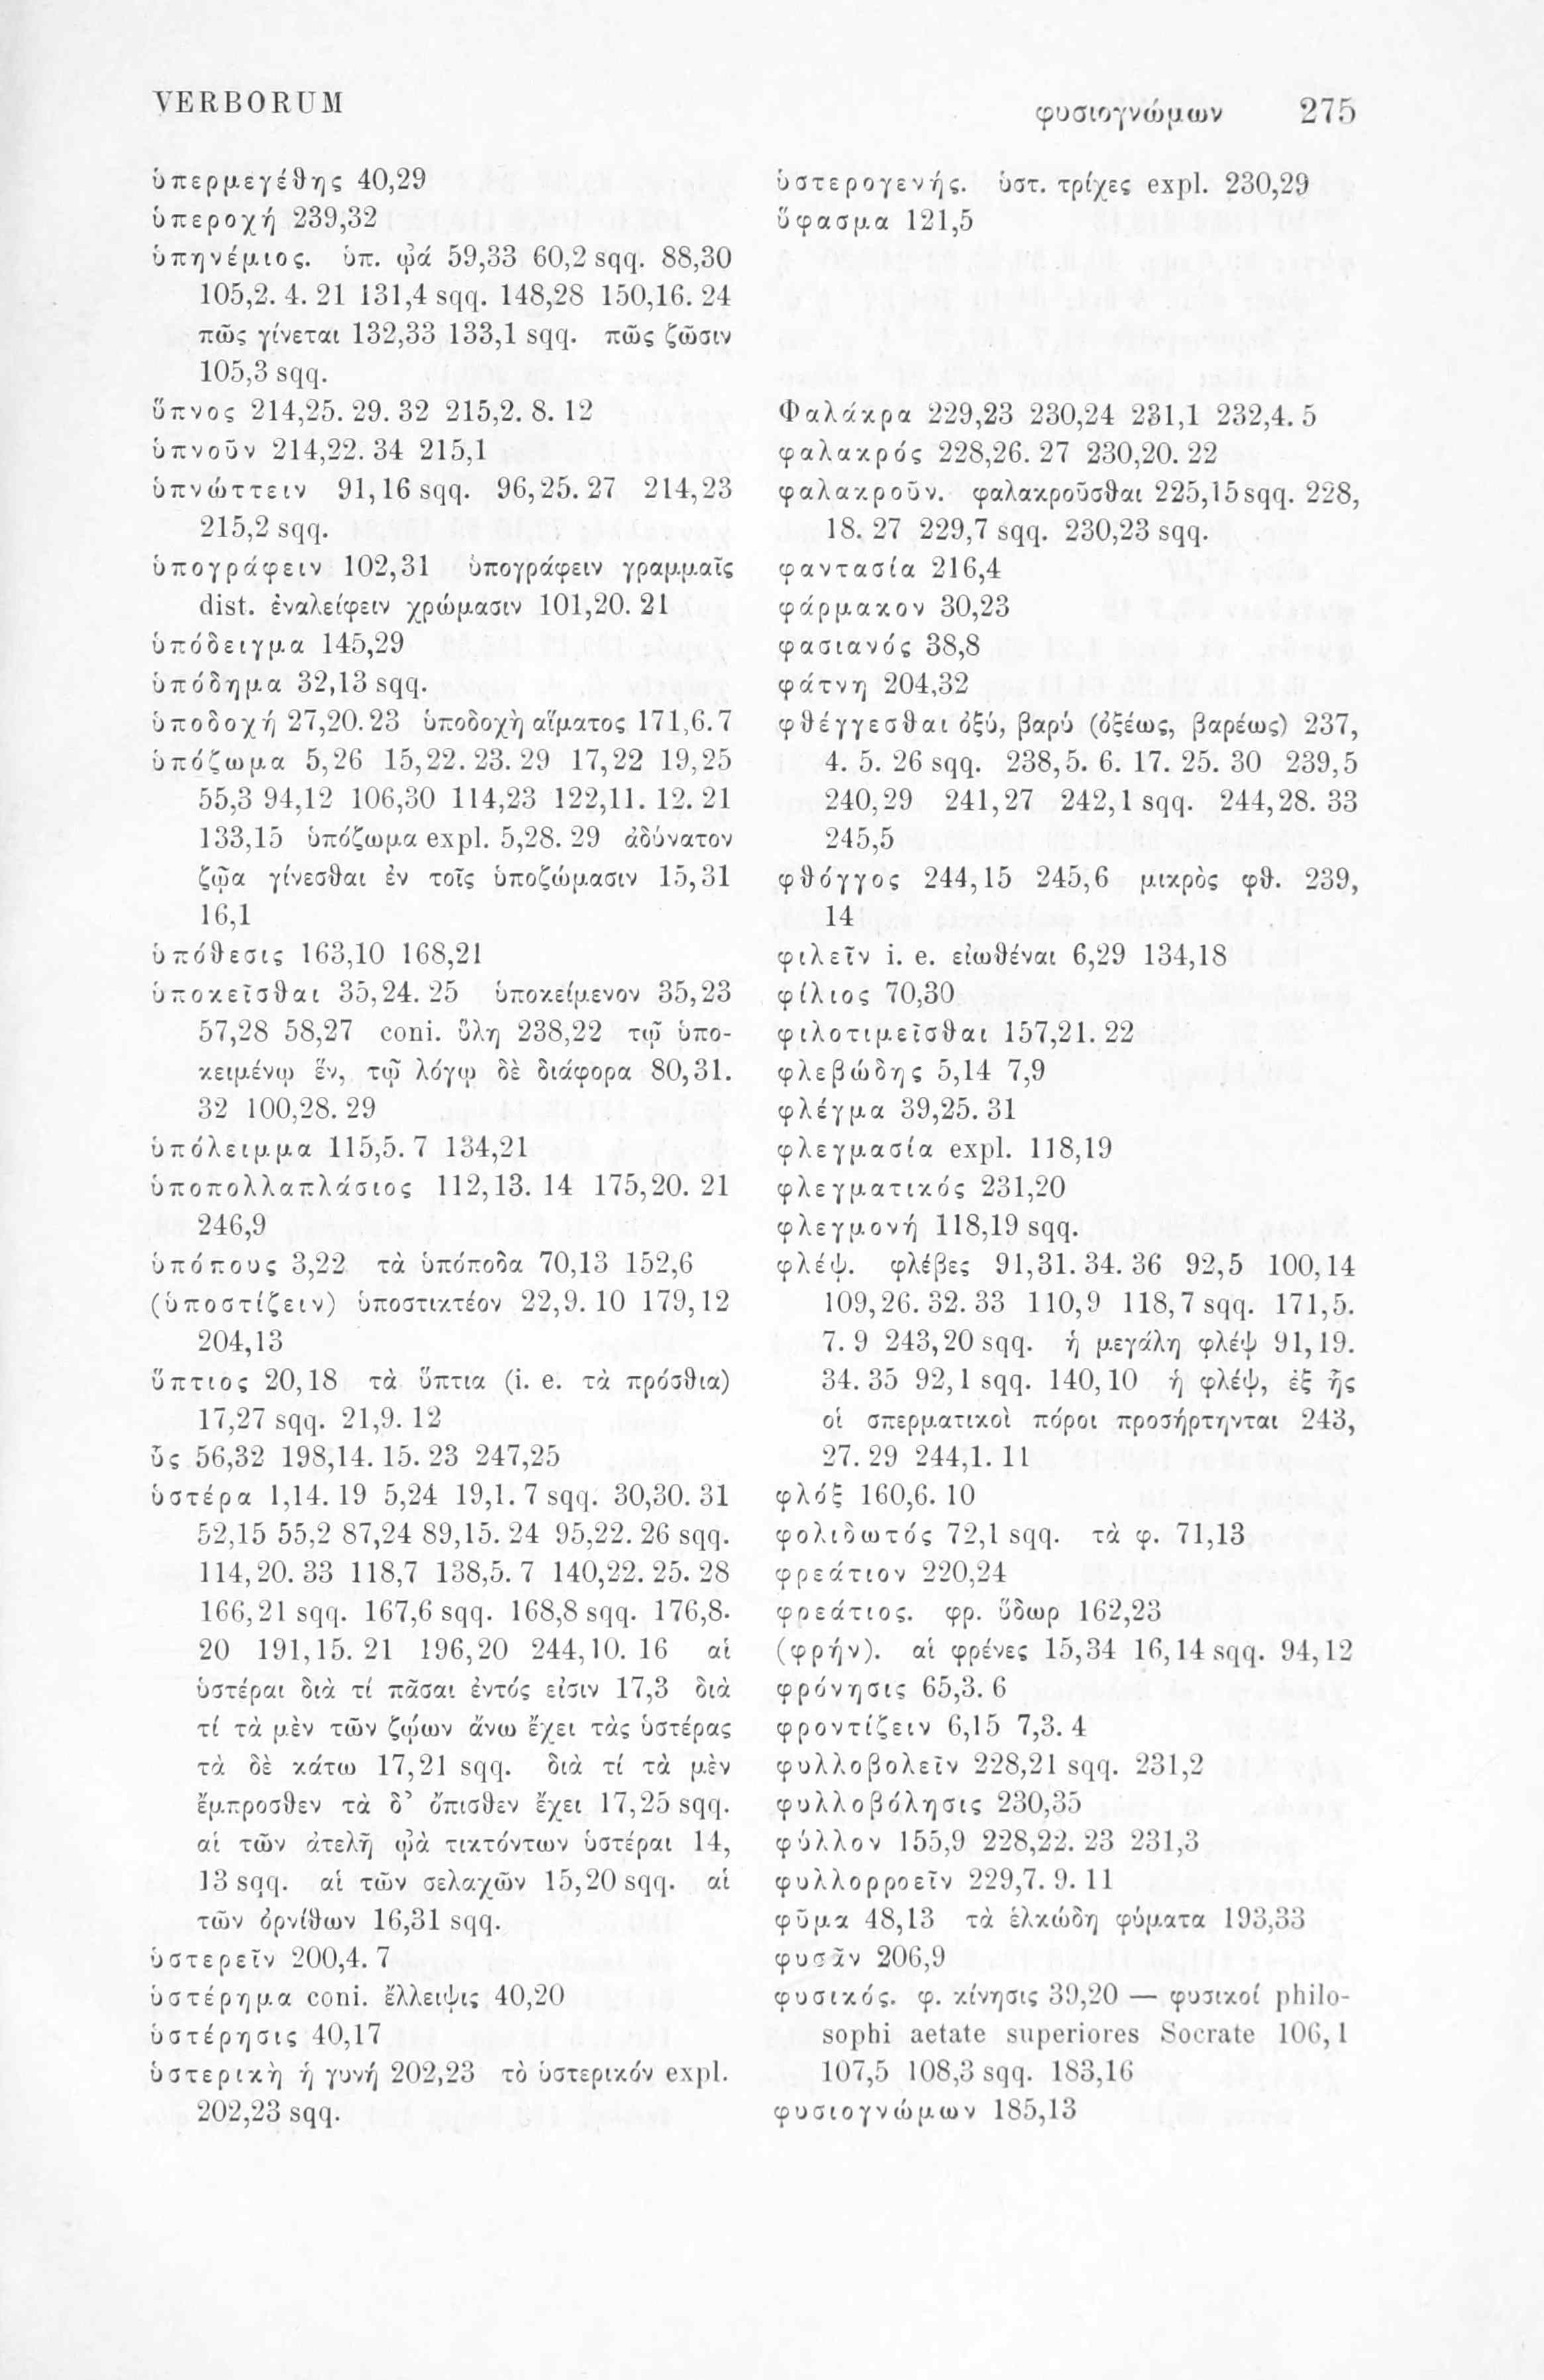 VERBORUM
φυσιογνώμων 275
ὑπερμεγέθης 40,29
ὑπεροχή 239,32
ὑπηνέμιος. ὑπ. ᾠά 59,33 60,2 sqq. 88,30
105,2. 4. 21 131,4 sqq. 148,28 150,16. 24
πῶς γίνεται 132,33 133,1 sqq. πῶς ζῶσιν
105,3 sqq.
ὕπνος 214,25. 29. 32 215,2. 8. 12
ὑπνοῦν 214,22. 34 215,1
ὑπνώττειν 91,16 sqq. 96,25. 27 214,23
215,2 sqq.
ὑπογράφειν 102,31 ὑπογράφειν γραμμαῖς
dist. ἐναλείφειν χρώμασιν 101,20. 21
ὑπόδειγμα 145,29
ὑπόδημα 32,13 sqq.
ὑποδοχή 27,20. 23 ὑποδοχὴ αἵματος 171,6. 7
ὑπόζωμα 5,26 15,22. 23. 29 17,22 19,25
55,3 94,12 106,30 114,23 122,11. 12. 21
133,15 ὑπόζωμα expl. 5,28. 29 ἀδύνατον
ζῷα γίνεσθαι ἐν τοῖς ὑποζώμασιν 15,31
16,1
ὑπόθεσις 163,10 168,21
ὑποκεῖσθαι 35,24. 25 ὑποκείμενον 35,23
57,28 58,27 coni. ὕλη 238,22 τῷ ὑπο-
κειμένῳ ἕν, τῷ λόγῳ δὲ διάφορα 80,31.
32 100,28. 29
ὑπόλειμμα 115,5. 7 134,21
ὑποπολλαπλάσιος 112,13. 14 175,20. 21
246,9
ὑπόπους 3,22 τὰ ὑπόποδα 70,13 152,6
(ὑποστίζειν) ὑποστικτέον 22,9. 10 179,12
204,13
ὕπτιος 20,18 τὰ ὕπτια (i. e. τὰ πρόσθια)
17,27 sqq. 21,9. 12
ὗς 56,32 198,14. 15. 23 247,25
ὑστέρα 1,14. 19 5,24 19,1. 7 sqq. 30,30. 31
52,15 55,2 87,24 89,15. 24 95,22. 26 sqq.
114,20. 33 118,7 138,5. 7 140,22. 25. 28
166,21 sqq. 167,6 sqq. 168,8 sqq. 176,8.
20 191,15. 21 196,20 244,10. 16 αἱ
ὑστέραι διὰ τί πᾶσαι ἐντός εἰσιν 17,3 διὰ
τί τὰ μὲν τῶν ζῴων ἄνω ἔχει τὰς ὑστέρας
τὰ δὲ κάτω 17,21 sqq. διὰ τί τὰ μὲν
ἔμπροσθεν τὰ δ’ ὄπισθεν ἔχει 17,25 sqq.
αἱ τῶν ἀτελῆ ᾠὰ τικτόντων ὑστέραι 14,
13 sqq. αἱ τῶν σελαχῶν 15,20 sqq. αἱ
τῶν ὀρνίθων 16,31 sqq.
ὑστερεῖν 200,4. 7
ὑστέρημα coni. ἔλλειψις 40,20
ὑστέρησις 40,17
ὑστερικὴ ἡ γυνή 202,23 τὸ ὑστερικόν expl.
202,23 sqq.
ὑστερογενής. ὑστ. τρίχες expl. 230,29
ὕφασμα 121,5
Φαλάκρα 229,23 230,24 231,1 232,4. 5
φαλακρός 228,26. 27 230,20. 22
φαλακροῦν. φαλακροῦσθαι 225,15 sqq. 228,
18. 27 229,7 sqq. 230,23 sqq.
φαντασία 216,4
φάρμακον 30,23
φασιανός 38,8
φάτνη 204,32
φθέγγεσθαι ὀξύ, βαρύ (ὀξέως, βαρέως) 237,
4. 5. 26 sqq. 238,5. 6. 17. 25. 30 239,5
240,29 241,27 242,1 sqq. 244,28. 33
245,5
φθόγγος 244,15 245,6 μικρὸς φθ. 239,
14
φιλεῖν i. e. εἰωθέναι 6,29 134,18
φίλιος 70,30
φιλοτιμεῖσθαι 157,21. 22
φλεβώδης 5,14 7,9
φλέγμα 39,25. 31
φλεγμασία expl. 118,19
φλεγματικός 231,20
φλεγμονή 118,19 sqq.
φλέψ. φλέβες 91,31. 34. 36 92,5 100,14
109,26. 32. 33 110,9 118,7 sqq. 171,5.
7. 9 243,20 sqq. ἡ μεγάλη φλέψ 91,19.
34. 35 92,1 sqq. 140,10 ἡ φλέψ, ἐξ ἧς
οἱ σπερματικοὶ πόροι προσήρτηνται 243,
27. 29 244,1. 11
φλόξ 160,6. 10
φολιδωτός 72,1 sqq. τὰ φ. 71,13
φρεάτιον 220,24
φρεάτιος. φρ. ὕδωρ 162,23
(φρήν). αἱ φρένες 15,34 16,14 sqq. 94,12
φρόνησις 65,3. 6
φροντίζειν 6,15 7,3. 4
φυλλοβολεῖν 228,21 sqq. 231,2
φυλλοβόλησις 230,35
φύλλον 155,9 228,22. 23 231,3
φυλλορροεῖν 229,7. 9. 11
φῦμα 48,13 τὰ ἑλκώδη φύματα 193,33
φυσᾶν 206,9
φυσικός. φ. κίνησις 39,20 — φυσικοί philo-
sophi aetate superiores Socrate 106,1
107,5 108,3 sqq. 183,16
φυσιογνώμων 185,13